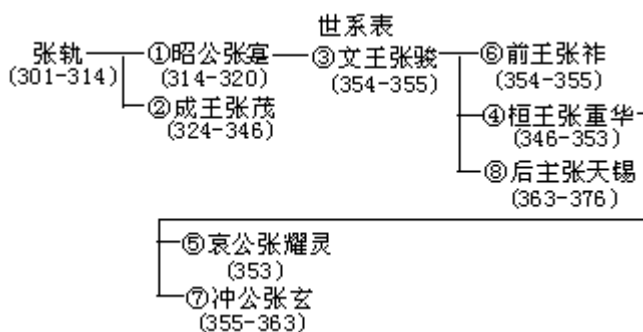 世系表
张轨
(301-314)
①昭公张寔
(314-320)
②成王张茂
(324-346)
③文王张骏
(354-355)
⑥前王张祚
(354-355)
④桓王张重华
(346-353)
⑧后主张天锡
(363-376)
⑤哀公张耀灵
(353)
⑦冲公张玄
(355-363)